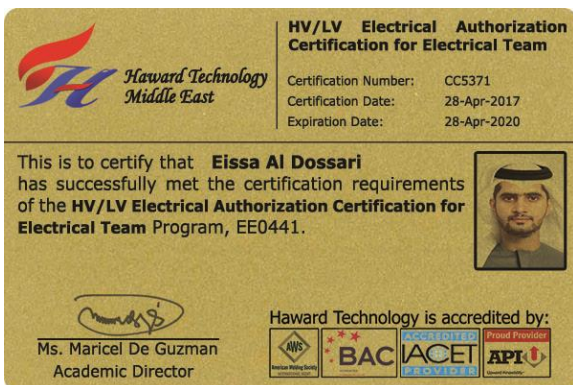 Haward Technology
Middle East
HV/LV Electrical Authorization
Certification for Electrical Team
Certification Number: CC5371
Certification Date: 28-Apr-2017
Expiration Date: 28-Apr-2020
This is to certify that Eissa Al Dossari
has successfully met the certification requirements
of the HV/LV Electrical Authorization Certification for
Electrical Team Program, EE0441.
Ms. Maricel De Guzman
Academic Director
Haward Technology is accredited by:
AWS
American Welding Society
BAC
ACCREDITED
IACET
PROVIDER
Proud Provider
API U